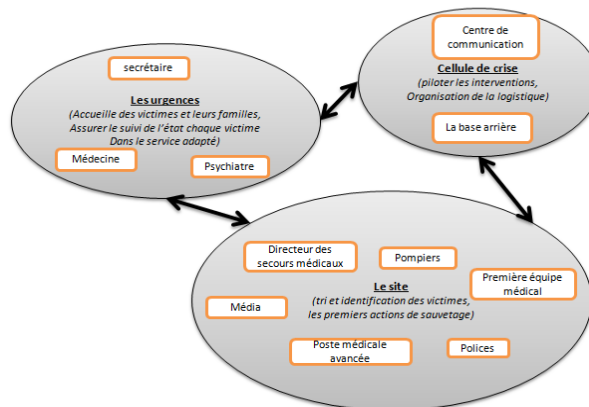 secrétaire
Les urgences
(Accueille des victimes et leurs familles,
Assurer le suivi de l'état chaque victime
Dans le service adapté)
Médecine
Psychiatre
Centre de
communication
Cellule de crise
(piloter les interventions,
Organisation de la logistique)
La base arrière
Directeur des
secours médicaux
Pompiers
Première équipe
médical
Le site
(tri et identification des victimes,
les premiers actions de sauvetage)
Média
Poste médicale
avancée
Polices